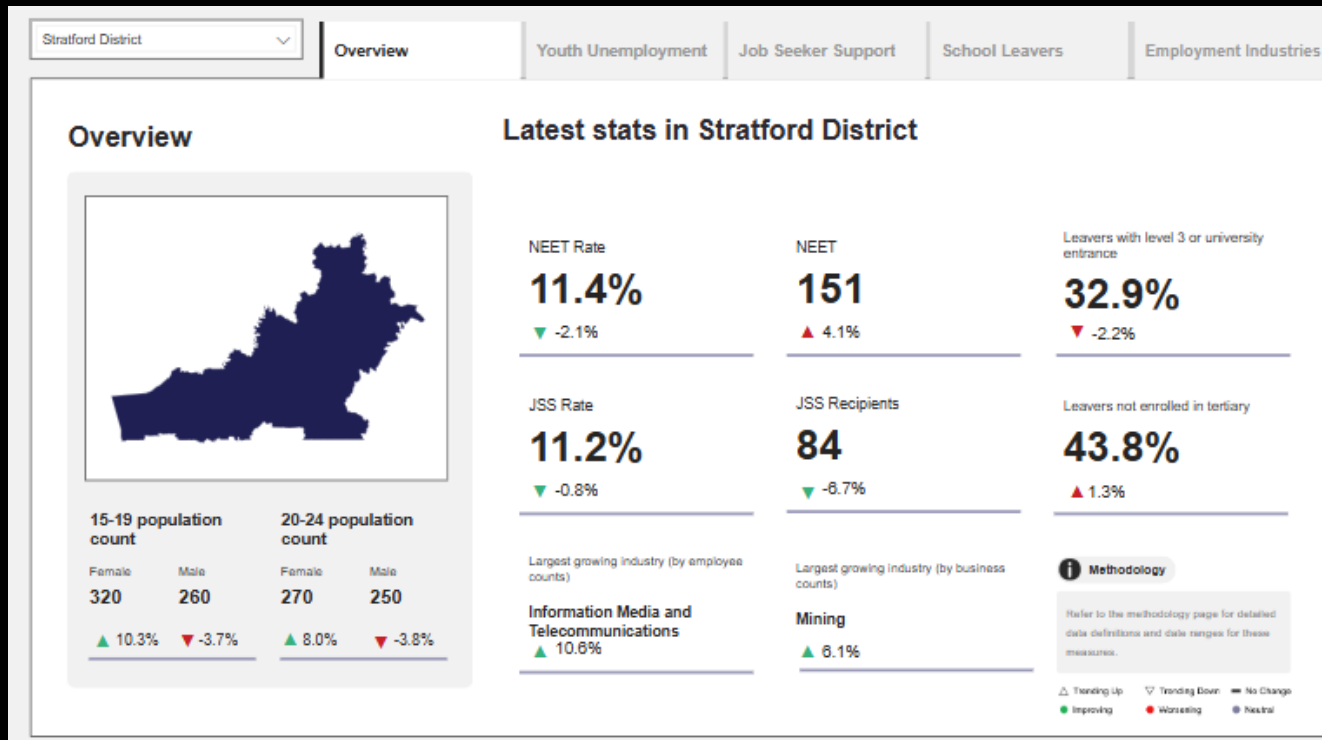 Stratford District
Overview
Youth Unemployment
Job Seeker Support
School Leavers
Employment Industries
Overview
15-19 population
count
Female Male
320 260
▲ 10.3% ▼ -3.7%
20-24 population
count
Female Male
270 250
▲ 8.0% ▼ -3.8%
Latest stats in Stratford District
NEET Rate
11.4%
▼ -2.1%
NEET
151
▲ 4.1%
Leavers with level 3 or university
entrance
32.9%
▼ -2.2%
JSS Rate
11.2%
▼ -0.8%
JSS Recipients
84
▼ -6.7%
Leavers not enrolled in tertiary
43.8%
▲ 1.3%
Largest growing industry (by employee
counts)
Information Media and
Telecommunications
▲ 10.6%
Largest growing industry (by business
counts)
Mining
▲ 6.1%
i Methodology
Refer to the methodology page for detailed
data definitions and date ranges for these
measures.
△ Trending Up ▽ Trending Down No Change
Improving Worsening Neutral